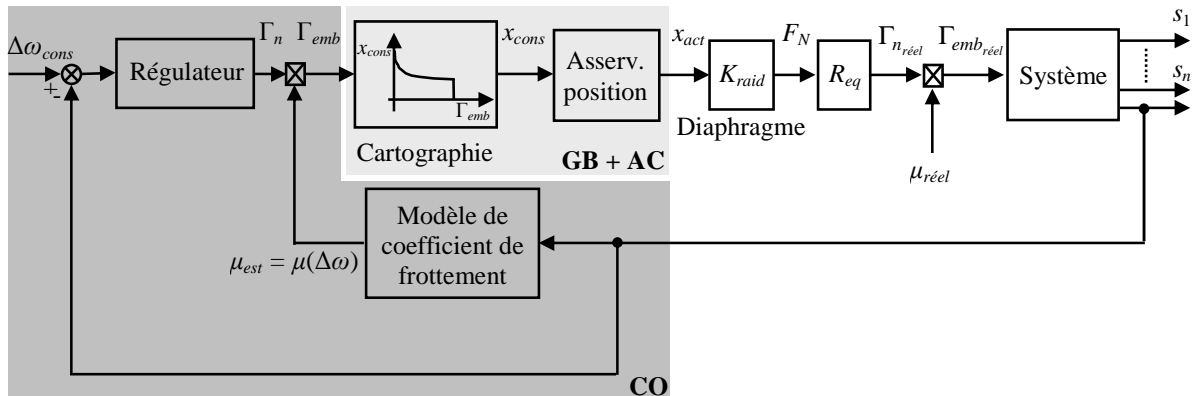 Δω_cons
+
-
Régulateur
Γ_n
Γ_emb
x_cons
Γ_emb
Cartographie
x_cons
Asserv.
position
GB + AC
x_act
K_raid
Diaphragme
F_N
R_eq
Γ_n_réel
μ_réel
Γ_emb_réel
Système
s_1
s_n
Modèle de
coefficient de
frottement
μ_est = μ(Δω)
CO